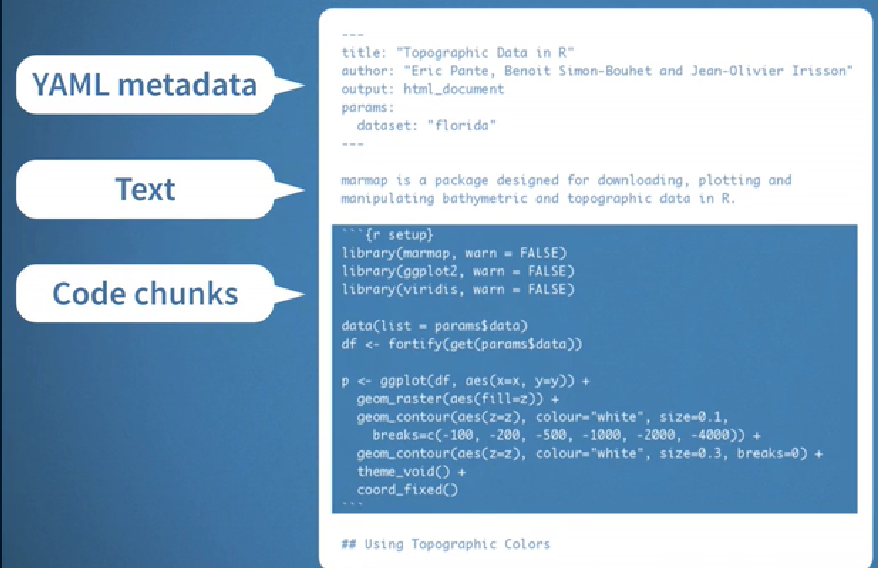 YAML metadata
Text
Code chunks
---
title: "Topographic Data in R"
author: "Eric Pante, Benoit Simon-Bouhet and Jean-Olivier Irisson"
output: html_document
params:
  dataset: "florida"
---
marmap is a package designed for downloading, plotting and
manipulating bathymetric and topographic data in R.
```{r setup}
library(marmap, warn = FALSE)
library(ggplot2, warn = FALSE)
library(viridis, warn = FALSE)
data(list = params$data)
df <- fortify(get(params$data))
p <- ggplot(df, aes(x=x, y=y)) +
  geom_raster(aes(fill=z)) +
  geom_contour(aes(z=z), colour="white", size=0.1,
    breaks=c(-100, -200, -500, -1000, -2000, -4000)) +
  geom_contour(aes(z=z), colour="white", size=0.3, breaks=0) +
  theme_void() +
  coord_fixed()
```
## Using Topographic Colors